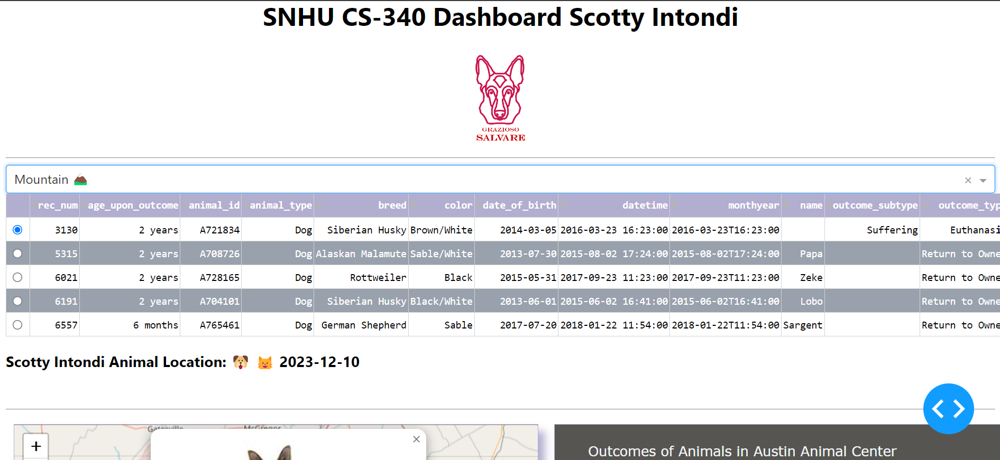 SNHU CS-340 Dashboard Scotty Intondi
GRAZIOSO
SALVARE
Mountain
rec_num age_upon_outcome animal_id animal_type breed color date_of_birth datetime monthyear name outcome_subtype outcome_typ
3130 2 years A721834 Dog Siberian Husky Brown/White 2014-03-05 2016-03-23 16:23:00 2016-03-23T16:23:00 Suffering Euthanasi
5315 2 years A708726 Dog Alaskan Malamute Sable/White 2013-07-30 2015-08-02 17:24:00 2015-08-02T17:24:00 Papa Return to Owne
6021 2 years A728165 Dog Rottweiler Black 2015-05-31 2017-09-23 11:23:00 2017-09-23T11:23:00 Zeke Return to Owne
6191 2 years A704101 Dog Siberian Husky Black/White 2013-06-01 2015-06-02 16:41:00 2015-06-02T16:41:00 Lobo Return to Owne
6557 6 months A765461 Dog German Shepherd Sable 2017-07-20 2018-01-22 11:54:00 2018-01-22T11:54:00 Sargent Return to Owne
Scotty Intondi Animal Location: 2023-12-10
Gatesville McGregor
+ ×
Outcomes of Animals in Austin Animal Center